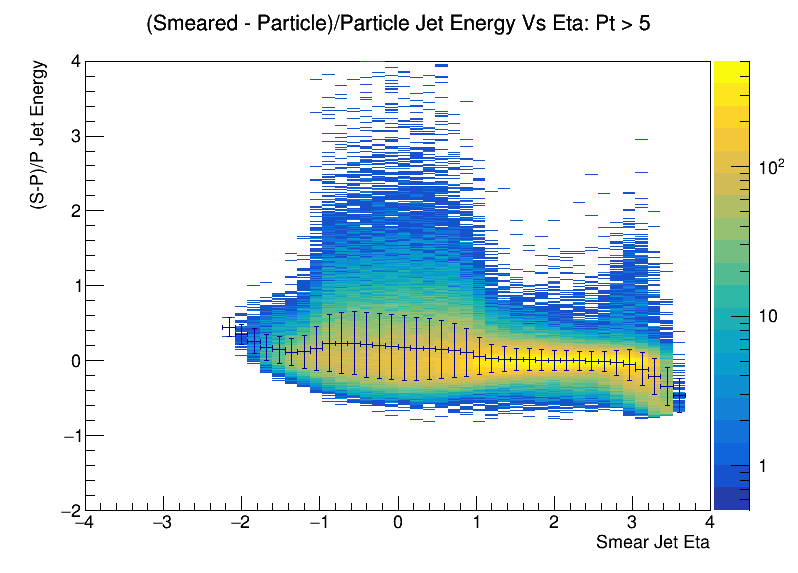 (Smeared - Particle)/Particle Jet Energy Vs Eta: Pt > 5
(S-P)/P Jet Energy
4
3
2
1
0
−1
−2
−4 −3 −2 −1 0 1 2 3 4
Smear Jet Eta
10²
10
1